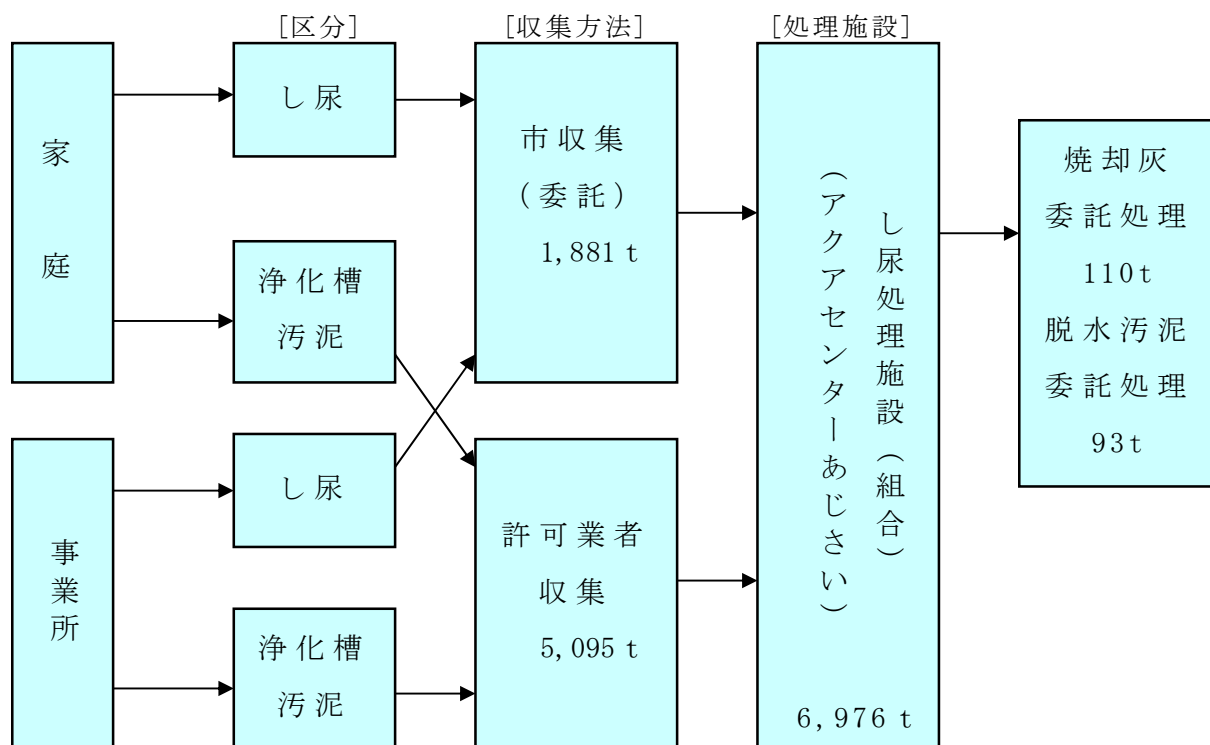 [区分]
[収集方法]
[処理施設]
家庭
し尿
浄化槽
汚泥
事業所
し尿
浄化槽
汚泥
市収集
(委託)
1,881 t
許可業者
収集
5,095 t
し尿処理施設（組合）
（アクアセンターあじさい）
6,976 t
焼却灰
委託処理
110t
脱水汚泥
委託処理
93t